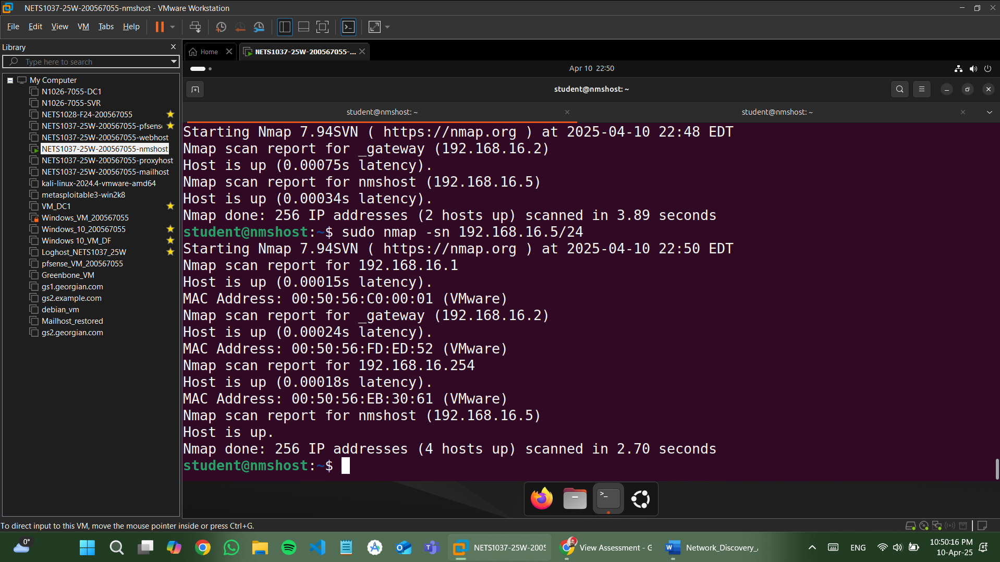 NETS1037-25W-200567055-nmshost - VMware Workstation
File Edit View VM Tabs Help
Library
Type here to search
My Computer
N1026-7055-DC1
N1026-7055-SVR
NETS1028-F24-200567055
NETS1037-25W-200567055-pfsens
NETS1037-25W-200567055-webhost
NETS1037-25W-200567055-nmshost
NETS1037-25W-200567055-proxyhost
NETS1037-25W-200567055-mailhost
kali-linux-2024.4-vmware-amd64
metasploitable3-win2k8
VM_DC1
Windows_VM_200567055
Windows_10_200567055
Windows 10_VM_DF
Loghost_NETS1037_25W
pfsense_VM_200567055
Greenbone_VM
gs1.georgian.com
gs2.example.com
debian_vm
Mailhost_restored
gs2.georgian.com
Home NETS1037-25W-200567055-...
Apr 10 22:50
student@nmshost: ~
student@nmshost: ~ student@nmshost: ~
Starting Nmap 7.94SVN ( https://nmap.org ) at 2025-04-10 22:48 EDT
Nmap scan report for _gateway (192.168.16.2)
Host is up (0.00075s latency).
Nmap scan report for nmshost (192.168.16.5)
Host is up (0.00034s latency).
Nmap done: 256 IP addresses (2 hosts up) scanned in 3.89 seconds
student@nmshost:~$ sudo nmap -sn 192.168.16.5/24
Starting Nmap 7.94SVN ( https://nmap.org ) at 2025-04-10 22:50 EDT
Nmap scan report for 192.168.16.1
Host is up (0.00015s latency).
MAC Address: 00:50:56:C0:00:01 (VMware)
Nmap scan report for _gateway (192.168.16.2)
Host is up (0.00024s latency).
MAC Address: 00:50:56:FD:ED:52 (VMware)
Nmap scan report for 192.168.16.254
Host is up (0.00018s latency).
MAC Address: 00:50:56:EB:30:61 (VMware)
Nmap scan report for nmshost (192.168.16.5)
Host is up.
Nmap done: 256 IP addresses (4 hosts up) scanned in 2.70 seconds
student@nmshost:~$
To direct input to this VM, move the mouse pointer inside or press Ctrl+G.
0°
NETS1037-25W-2005
View Assessment - G
Network_Discovery_
ENG
10:50:16 PM
10-Apr-25